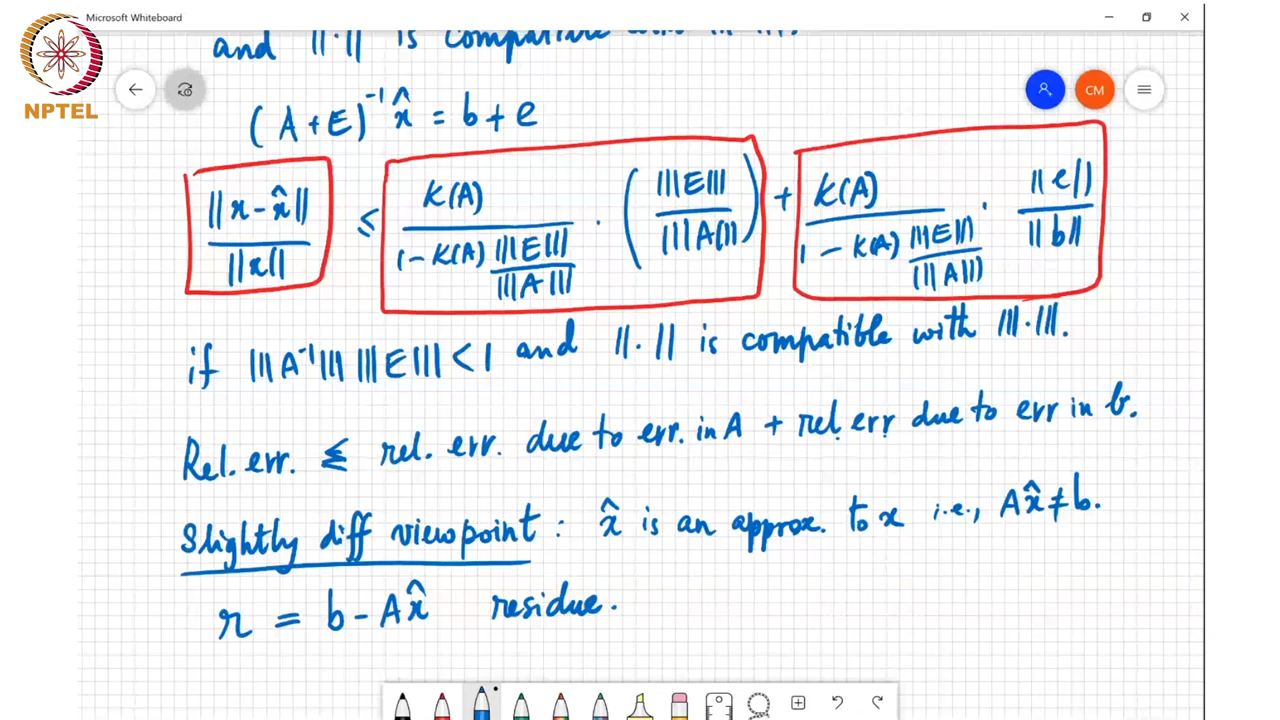 Microsoft Whiteboard
NPTEL
CM
and ||·|| is compatible with |||·|||.
(A+E)⁻¹ x̂ = b + e
||x-x̂|| / ||x|| ≤ K(A) / (1-K(A) |||E||| / |||A|||) · (|||E||| / |||A|||) + K(A) / (1-K(A) |||E||| / |||A|||) · ||e|| / ||b||
if |||A⁻¹||| |||E||| < 1 and ||·|| is compatible with |||·|||.
Rel. err. ≤ rel. err. due to err. in A + rel. err due to err in b.
Slightly diff viewpoint : x̂ is an approx. to x i.e., Ax̂ ≠ b.
r = b - Ax̂ residue.